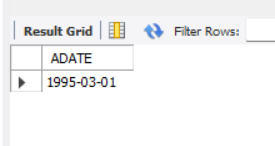 Result Grid Filter Rows:
ADATE
1995-03-01